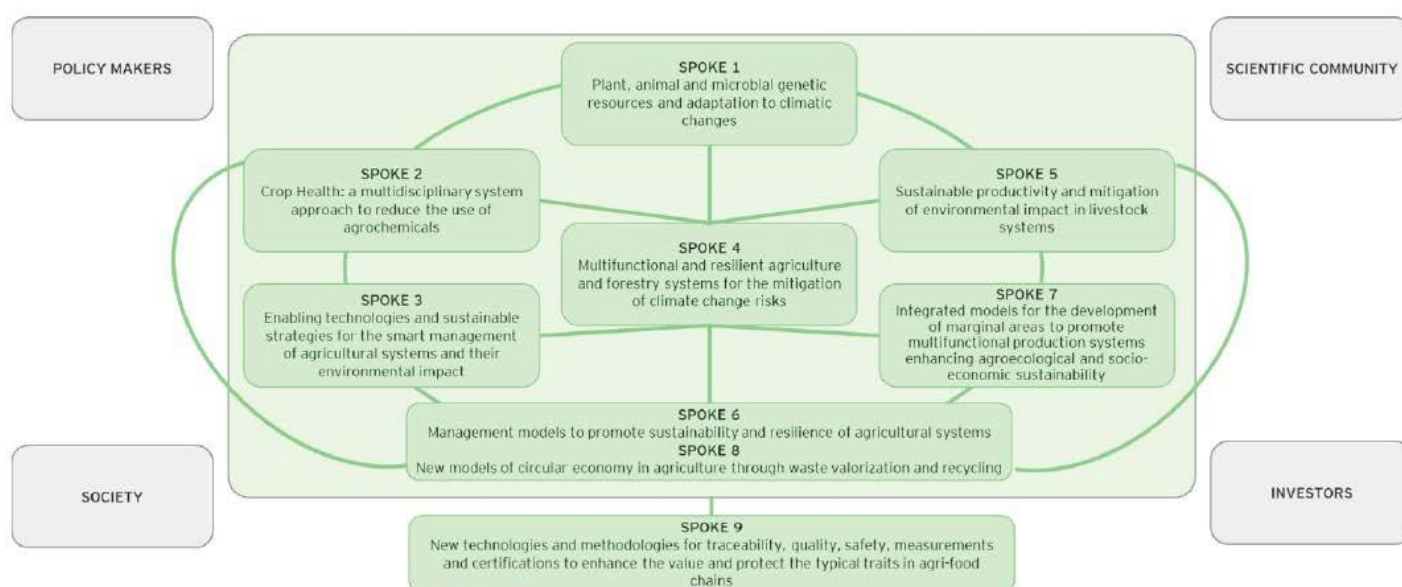 POLICY MAKERS
SCIENTIFIC COMMUNITY
SPOKE 1
Plant, animal and microbial genetic
resources and adaptation to climatic
changes
SPOKE 2
Crop Health: a multidisciplinary system
approach to reduce the use of
agrochemicals
SPOKE 5
Sustainable productivity and mitigation
of environmental impact in livestock
systems
SPOKE 4
Multifunctional and resilient agriculture
and forestry systems for the mitigation
of climate change risks
SPOKE 3
Enabling technologies and sustainable
strategies for the smart management
of agricultural systems and their
environmental impact
SPOKE 7
Integrated models for the development
of marginal areas to promote
multifunctional production systems
enhancing agroecological and socio-
economic sustainability
SPOKE 6
Management models to promote sustainability and resilience of agricultural systems
SPOKE 8
New models of circular economy in agriculture through waste valorization and recycling
SOCIETY
INVESTORS
SPOKE 9
New technologies and methodologies for traceability, quality, safety, measurements
and certifications to enhance the value and protect the typical traits in agri-food
chains